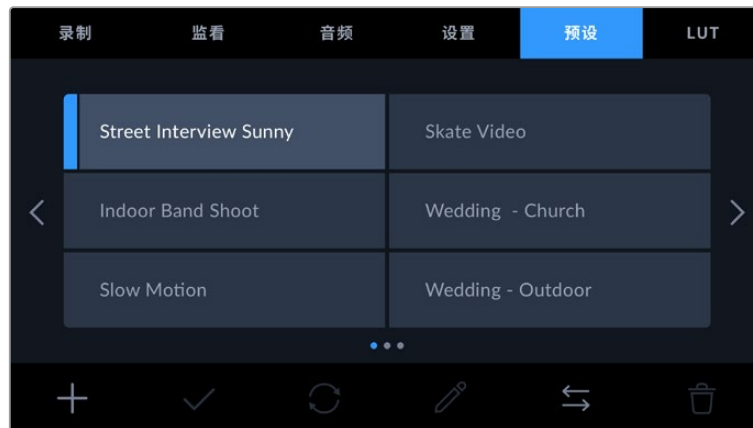 录制 监看 音频 设置 预设 LUT
Street Interview Sunny Skate Video
Indoor Band Shoot Wedding - Church
Slow Motion Wedding - Outdoor